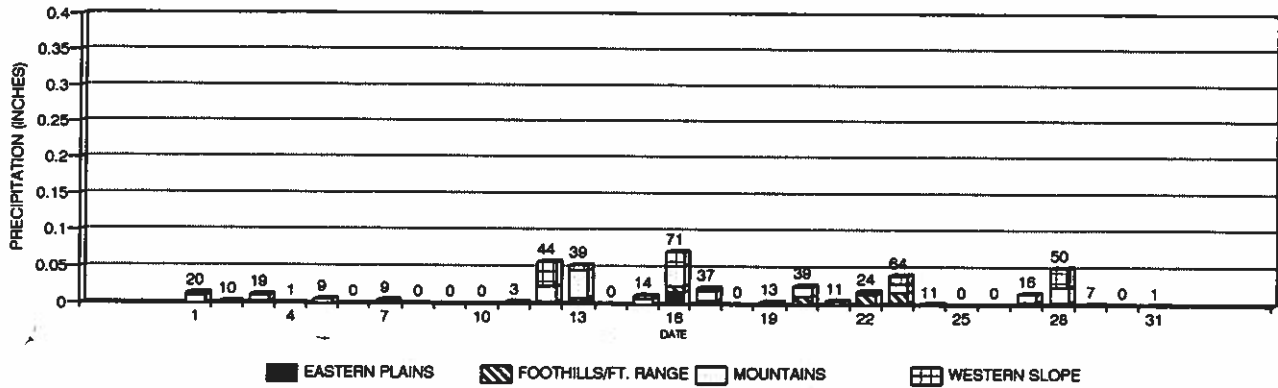 PRECIPITATION (INCHES)
0.4
0.35
0.3
0.25
0.2
0.15
0.1
0.05
0
20 10 19 1 9 0 9 0 0 0 3 44 39 0 14 71 37 0 13 39 11 24 64 11 0 0 16 50 7 0 1
1 4 7 10 13 16 19 22 25 28 31
DATE
EASTERN PLAINS FOOTHILLS/FT. RANGE MOUNTAINS WESTERN SLOPE